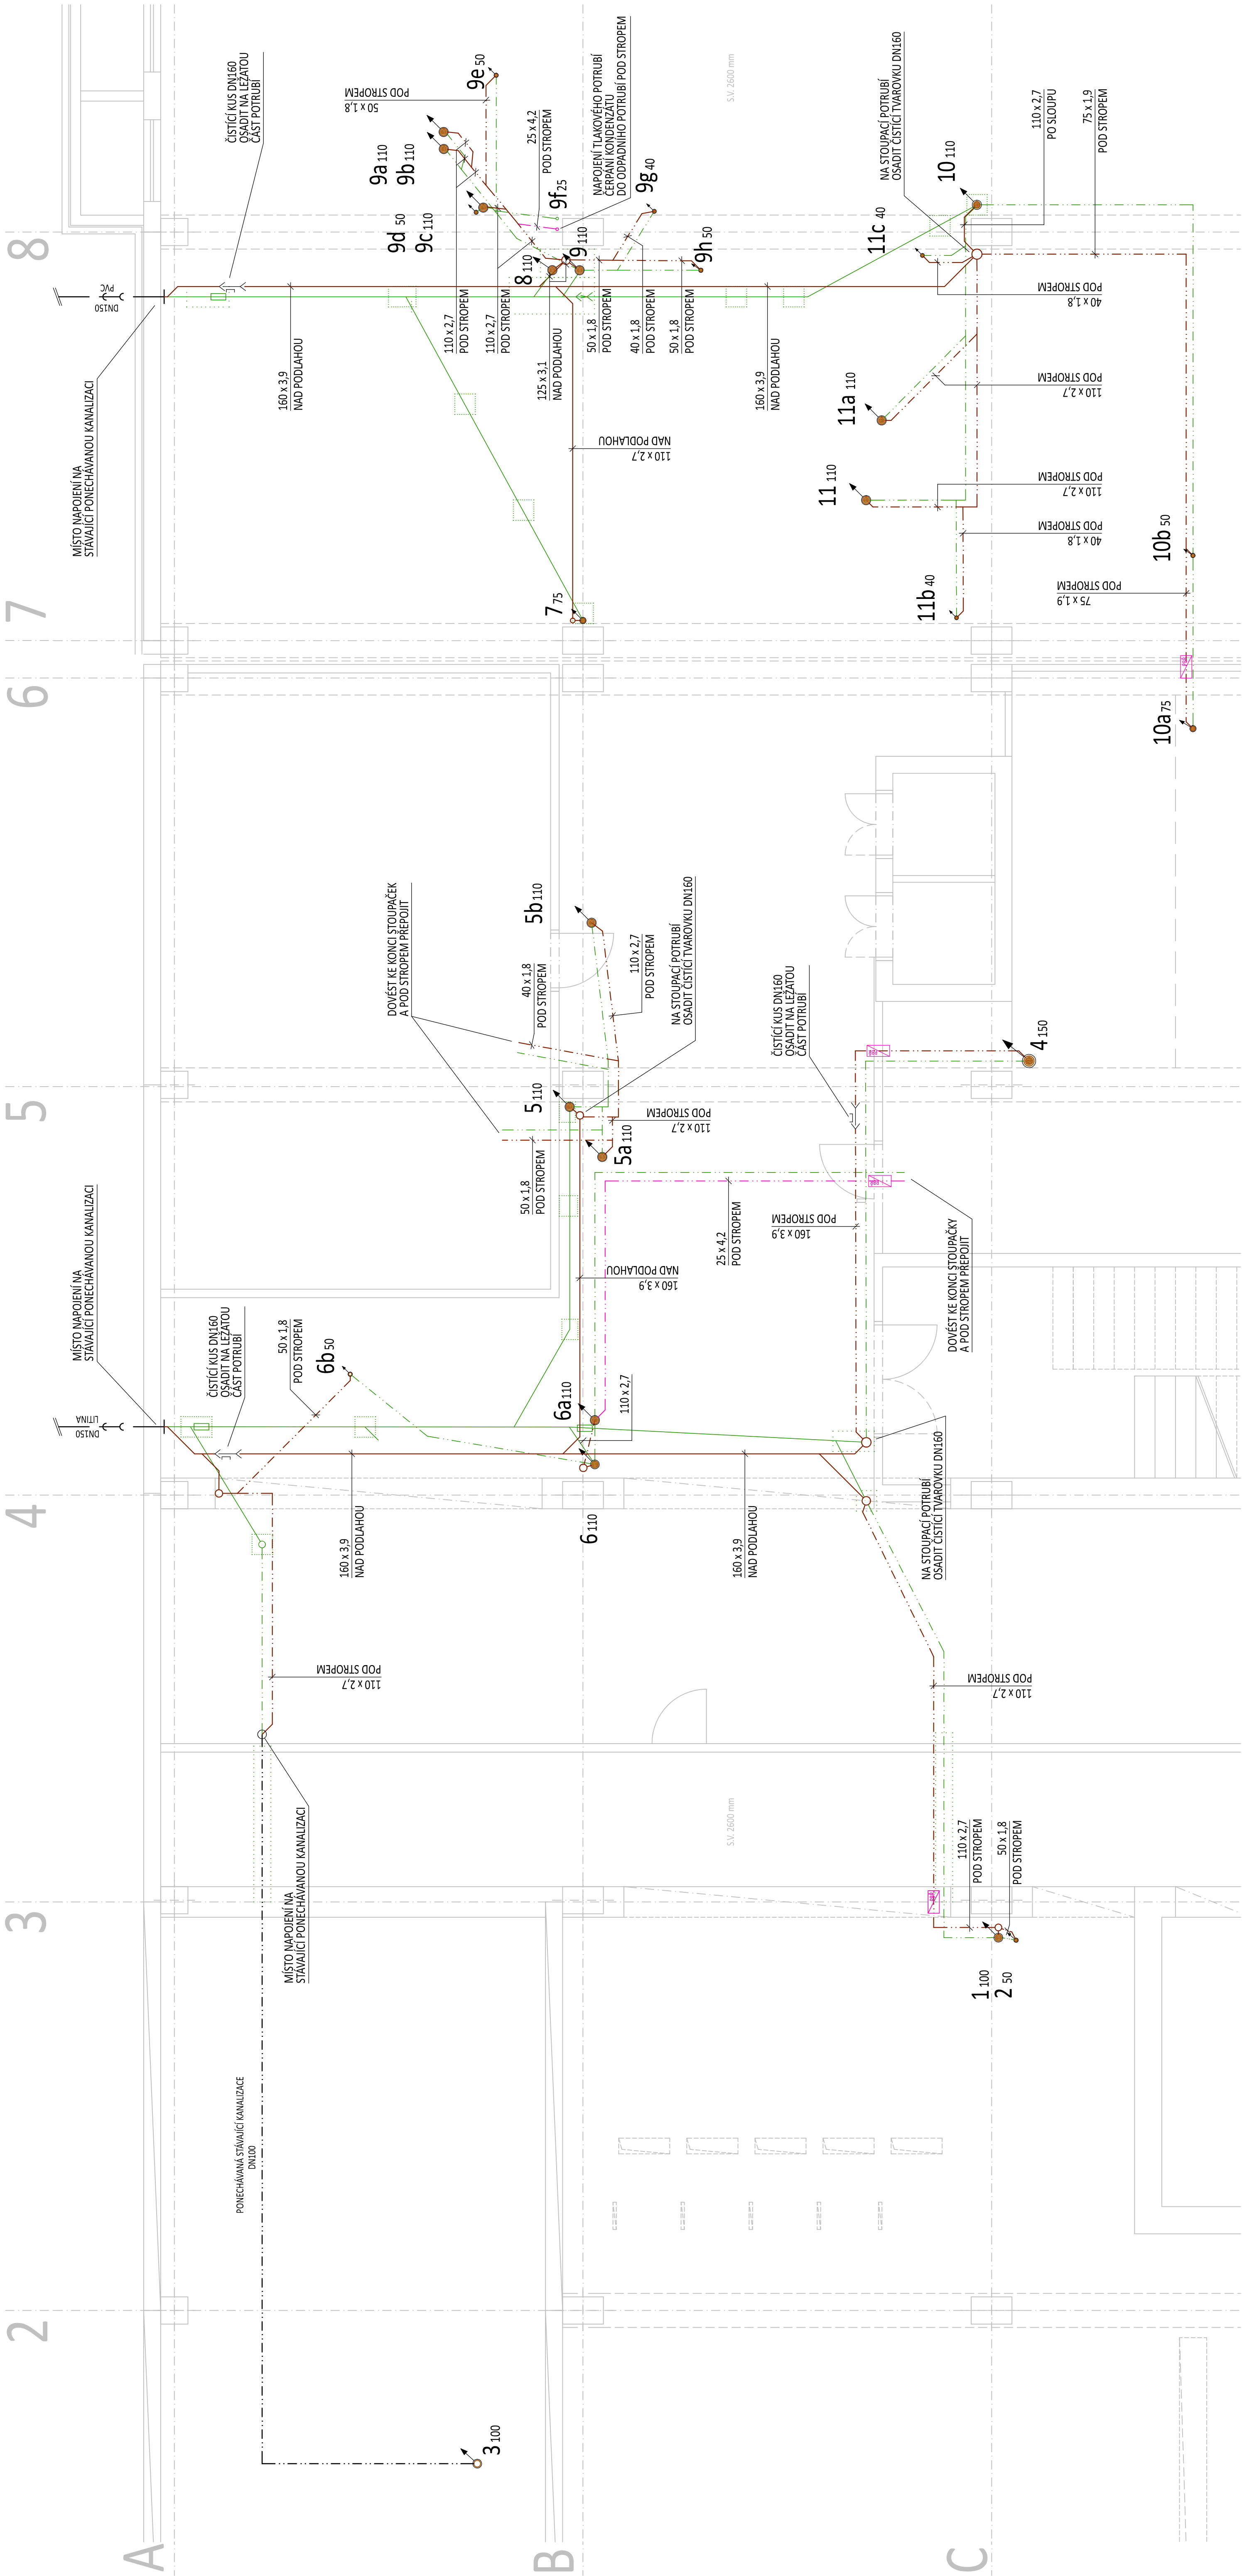 8
7
6
5
4
3
2
A
B
C
PVC
DN150
MÍSTO NAPOJENÍ NA
STÁVAJÍCÍ PONECHÁVANOU KANALIZACI
ČISTÍCÍ KUS DN160
OSADIT NA LEŽATOU
ČÁST POTRUBÍ
160 x 3,9
NAD PODLAHOU
50 x 1,8
POD STROPEM
9e 50
9a 110
9b 110
9d 50
9c 110
25 x 4,2
POD STROPEM
9f 25
NAPOJENÍ TLAKOVÉHO POTRUBÍ
ČERPÁNÍ KONDENZÁTU
DO ODPADNÍHO POTRUBÍ POD STROPEM
9g 40
9 110
8 110
9h 50
110 x 2,7
POD STROPEM
110 x 2,7
POD STROPEM
125 x 3,1
NAD PODLAHOU
50 x 1,8
POD STROPEM
40 x 1,8
POD STROPEM
50 x 1,8
POD STROPEM
160 x 3,9
NAD PODLAHOU
110 x 2,7
NAD PODLAHOU
7 75
S.V. 2600 mm
NA STOUPACÍ POTRUBÍ
OSADIT ČISTÍCÍ TVAROVKU DN160
10 110
110 x 2,7
PO SLOUPU
75 x 1,9
POD STROPEM
11c 40
40 x 1,8
POD STROPEM
11a 110
110 x 2,7
POD STROPEM
11 110
110 x 2,7
POD STROPEM
40 x 1,8
POD STROPEM
11b 40
10b 50
75 x 1,9
POD STROPEM
10a 75
DOVÉST KE KONCI STOUPAČEK
A POD STROPEM PŘEPOJIT
5b 110
40 x 1,8
POD STROPEM
110 x 2,7
POD STROPEM
NA STOUPACÍ POTRUBÍ
OSADIT ČISTÍCÍ TVAROVKU DN160
5 110
5a 110
110 x 2,7
POD STROPEM
50 x 1,8
POD STROPEM
ČISTÍCÍ KUS DN160
OSADIT NA LEŽATOU
ČÁST POTRUBÍ
4 150
160 x 3,9
NAD PODLAHOU
25 x 4,2
POD STROPEM
160 x 3,9
POD STROPEM
DOVÉST KE KONCI STOUPAČKY
A POD STROPEM PŘEPOJIT
MÍSTO NAPOJENÍ NA
STÁVAJÍCÍ PONECHÁVANOU KANALIZACI
LITINA
DN150
ČISTÍCÍ KUS DN160
OSADIT NA LEŽATOU
ČÁST POTRUBÍ
50 x 1,8
POD STROPEM
6b 50
6a 110
110 x 2,7
6 110
160 x 3,9
NAD PODLAHOU
160 x 3,9
NAD PODLAHOU
NA STOUPACÍ POTRUBÍ
OSADIT ČISTÍCÍ TVAROVKU DN160
110 x 2,7
POD STROPEM
110 x 2,7
POD STROPEM
MÍSTO NAPOJENÍ NA
STÁVAJÍCÍ PONECHÁVANOU KANALIZACI
S.V. 2600 mm
110 x 2,7
POD STROPEM
50 x 1,8
POD STROPEM
1 100
2 50
PONECHÁVANÁ STÁVAJÍCÍ KANALIZACE
DN100
3 100